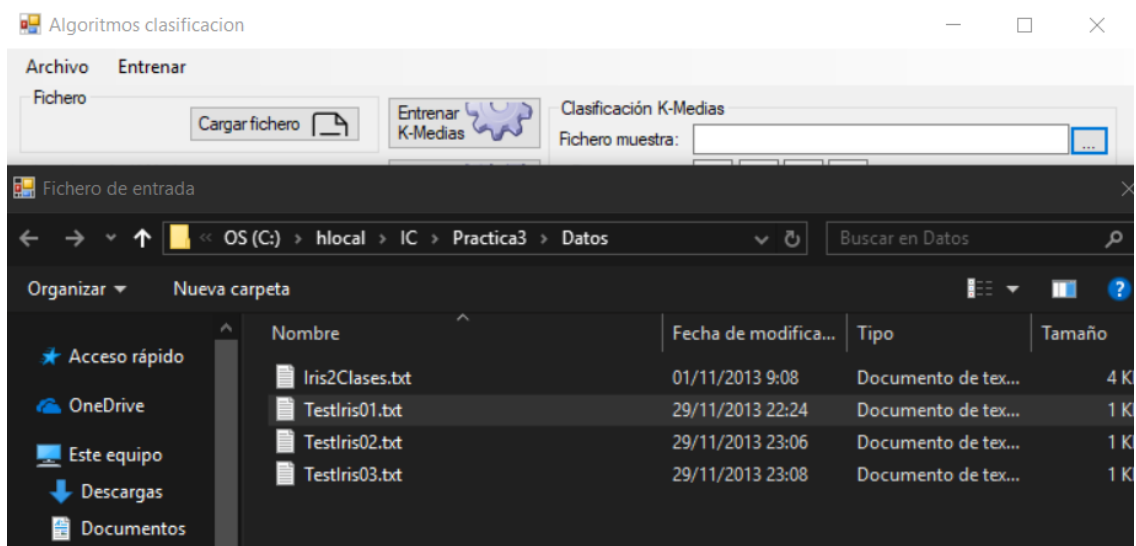 Algoritmos clasificacion
Archivo Entrenar
Fichero
Cargar fichero
Entrenar
K-Medias
Clasificación K-Medias
Fichero muestra:
...
Fichero de entrada
« OS (C:) › hlocal › IC › Practica3 › Datos
Buscar en Datos
Organizar Nueva carpeta
?
Nombre Fecha de modifica... Tipo Tamaño
Acceso rápido
OneDrive
Este equipo
Descargas
Documentos
Iris2Clases.txt 01/11/2013 9:08 Documento de tex... 4
TestIris01.txt 29/11/2013 22:24 Documento de tex... 1
TestIris02.txt 29/11/2013 23:06 Documento de tex... 1
TestIris03.txt 29/11/2013 23:08 Documento de tex... 1